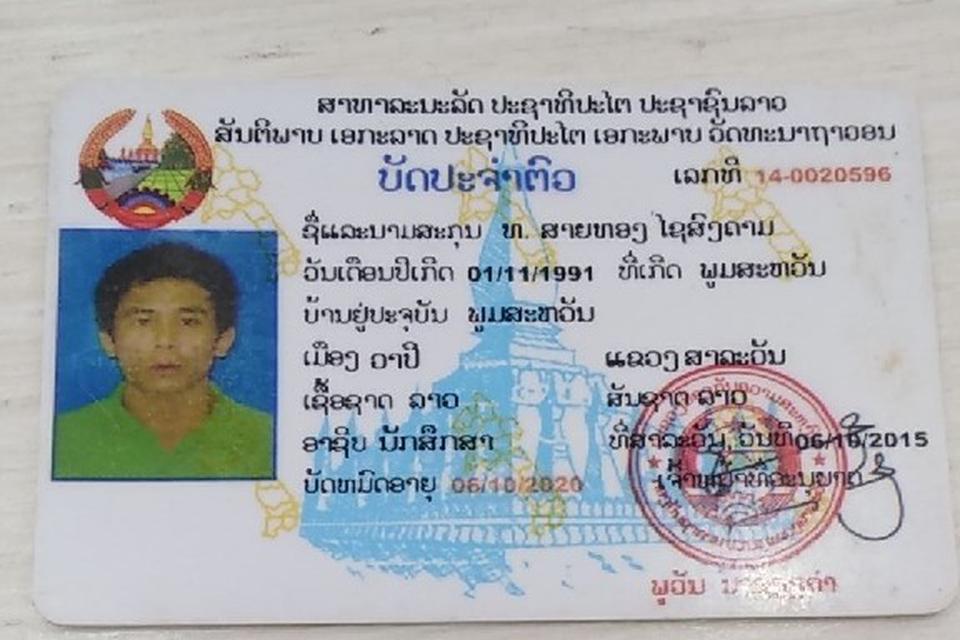 ສາທາລະນະລັດ ປະຊາທິປະໄຕ ປະຊາຊົນລາວ
ສັນຕິພາບ ເອກະລາດ ປະຊາທິປະໄຕ ເອກະພາບ ວັດທະນາຖາວອນ
ບັດປະຈຳຕົວ
ເລກທີ 14-0020596
ຊື່ແລະນາມສະກຸນ ທ. ສາຍທອງ ໄຊສົງຄາມ
ວັນເດືອນປີເກີດ 01/11/1991 ທີ່ເກີດ ພູມສະຫວັນ
ບ້ານຢູ່ປະຈຸບັນ ພູມສະຫວັນ
ເມືອງ ວາປີ ແຂວງ ສາລະວັນ
ເຊື້ອຊາດ ລາວ ສັນຊາດ ລາວ
ອາຊີບ ນັກສຶກສາ ທີ່ສາລະວັນ, ວັນທີ 06/10/2015
ບັດຫມົດອາຍຸ 06/10/2020 ເຈົ້າຫນ້າທີ່ອະນຸຍາດ
ພູວັນ